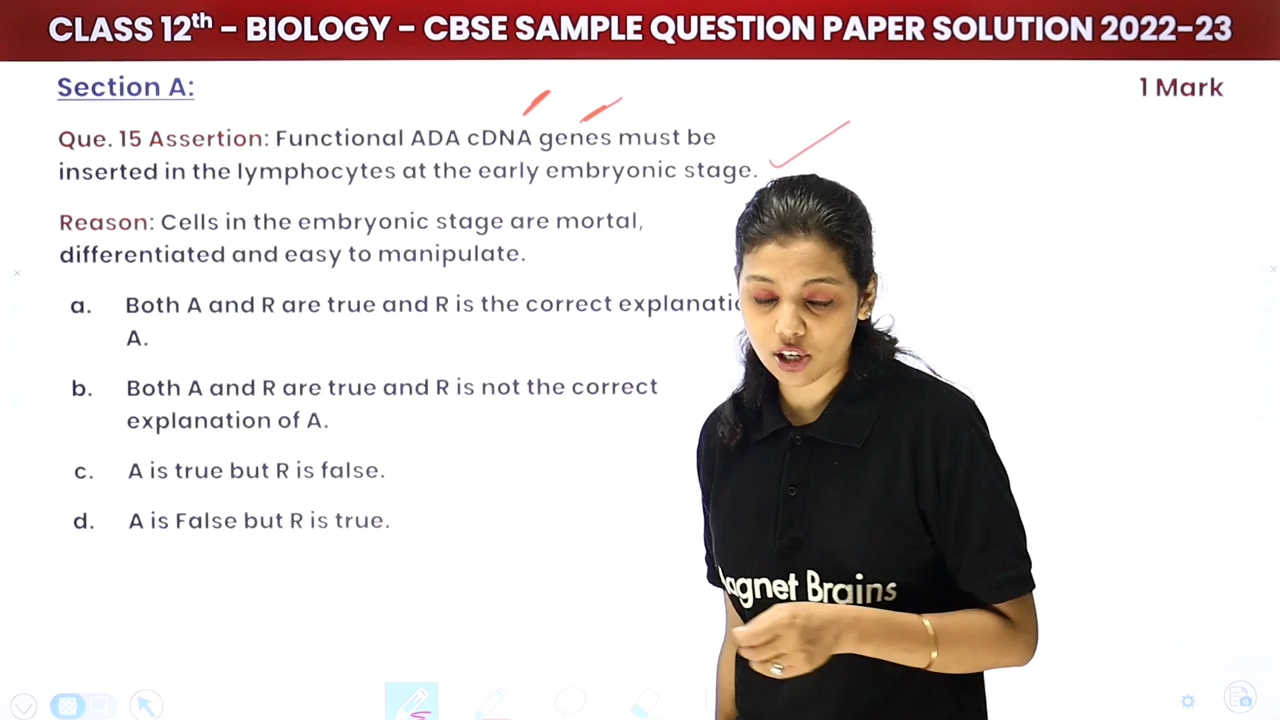 CLASS 12th – BIOLOGY – CBSE SAMPLE QUESTION PAPER SOLUTION 2022-23
Section A:
1 Mark
Que. 15 Assertion: Functional ADA cDNA genes must be
inserted in the lymphocytes at the early embryonic stage.
Reason: Cells in the embryonic stage are mortal,
differentiated and easy to manipulate.
a. Both A and R are true and R is the correct
A.
b. Both A and R are true and R is not the correct
explanation of A.
c. A is true but R is false.
d. A is False but R is true.
Brains